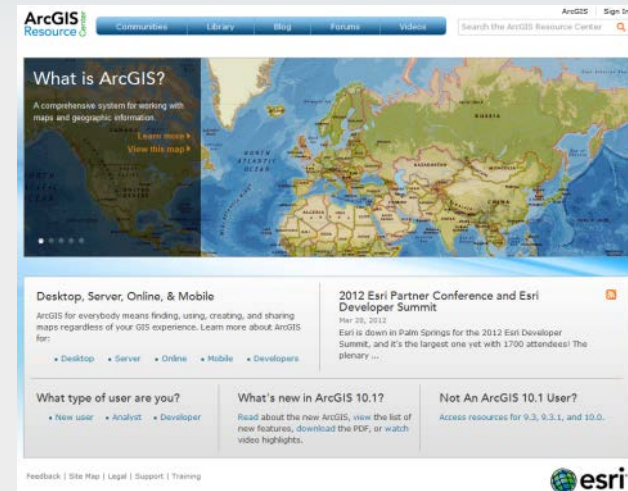 ArcGIS
Resource Center
ArcGIS Sign In
Communities Library Blog Forums Videos
Search the ArcGIS Resource Center
What is ArcGIS?
A comprehensive system for working with
maps and geographic information.
Learn more
View this map
NORTH
ATLANTIC
OCEAN
RUSSIA
KAZAKHSTAN
MONGOLIA
CHINA
Desktop, Server, Online, & Mobile
ArcGIS for everybody means finding, using, creating, and sharing
maps regardless of your GIS experience. Learn more about ArcGIS
for:
• Desktop • Server • Online • Mobile • Developers
2012 Esri Partner Conference and Esri
Developer Summit
Mar 28, 2012
Esri is down in Palm Springs for the 2012 Esri Developer
Summit, and it's the largest one yet with 1700 attendees! The
plenary ...
What type of user are you?
• New user • Analyst • Developer
What's new in ArcGIS 10.1?
Read about the new ArcGIS, view the list of
new features, download the PDF, or watch
video highlights.
Not An ArcGIS 10.1 User?
Access resources for 9.3, 9.3.1, and 10.0.
Feedback | Site Map | Legal | Support | Training
esri